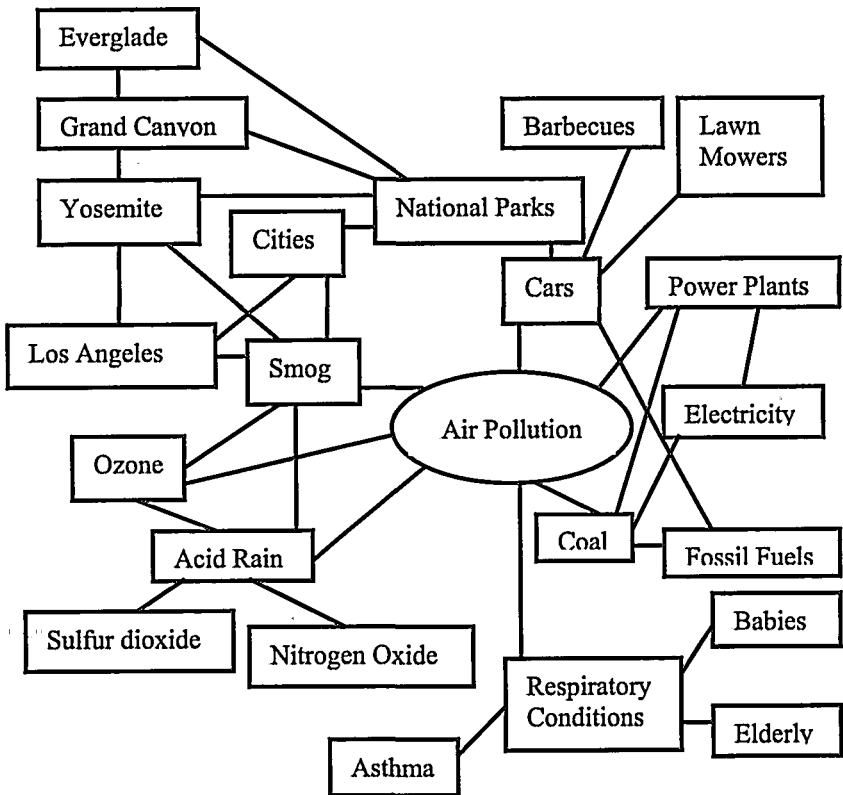 Everglade
Grand Canyon
Barbecues
Lawn
Mowers
Yosemite
National Parks
Cities
Cars
Power Plants
Los Angeles
Smog
Electricity
Air Pollution
Ozone
Coal
Fossil Fuels
Acid Rain
Sulfur dioxide
Nitrogen Oxide
Babies
Respiratory
Conditions
Elderly
Asthma